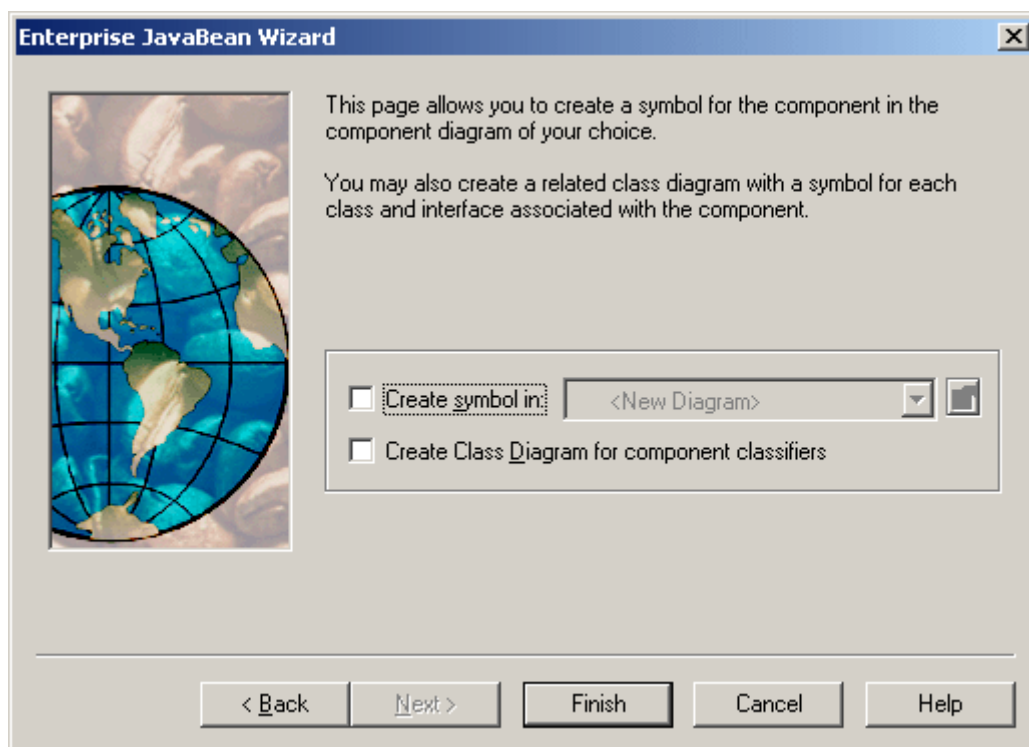 Enterprise JavaBean Wizard
This page allows you to create a symbol for the component in the
component diagram of your choice.
You may also create a related class diagram with a symbol for each
class and interface associated with the component.
Create symbol in:
<New Diagram>
Create Class Diagram for component classifiers
< Back
Next >
Finish
Cancel
Help